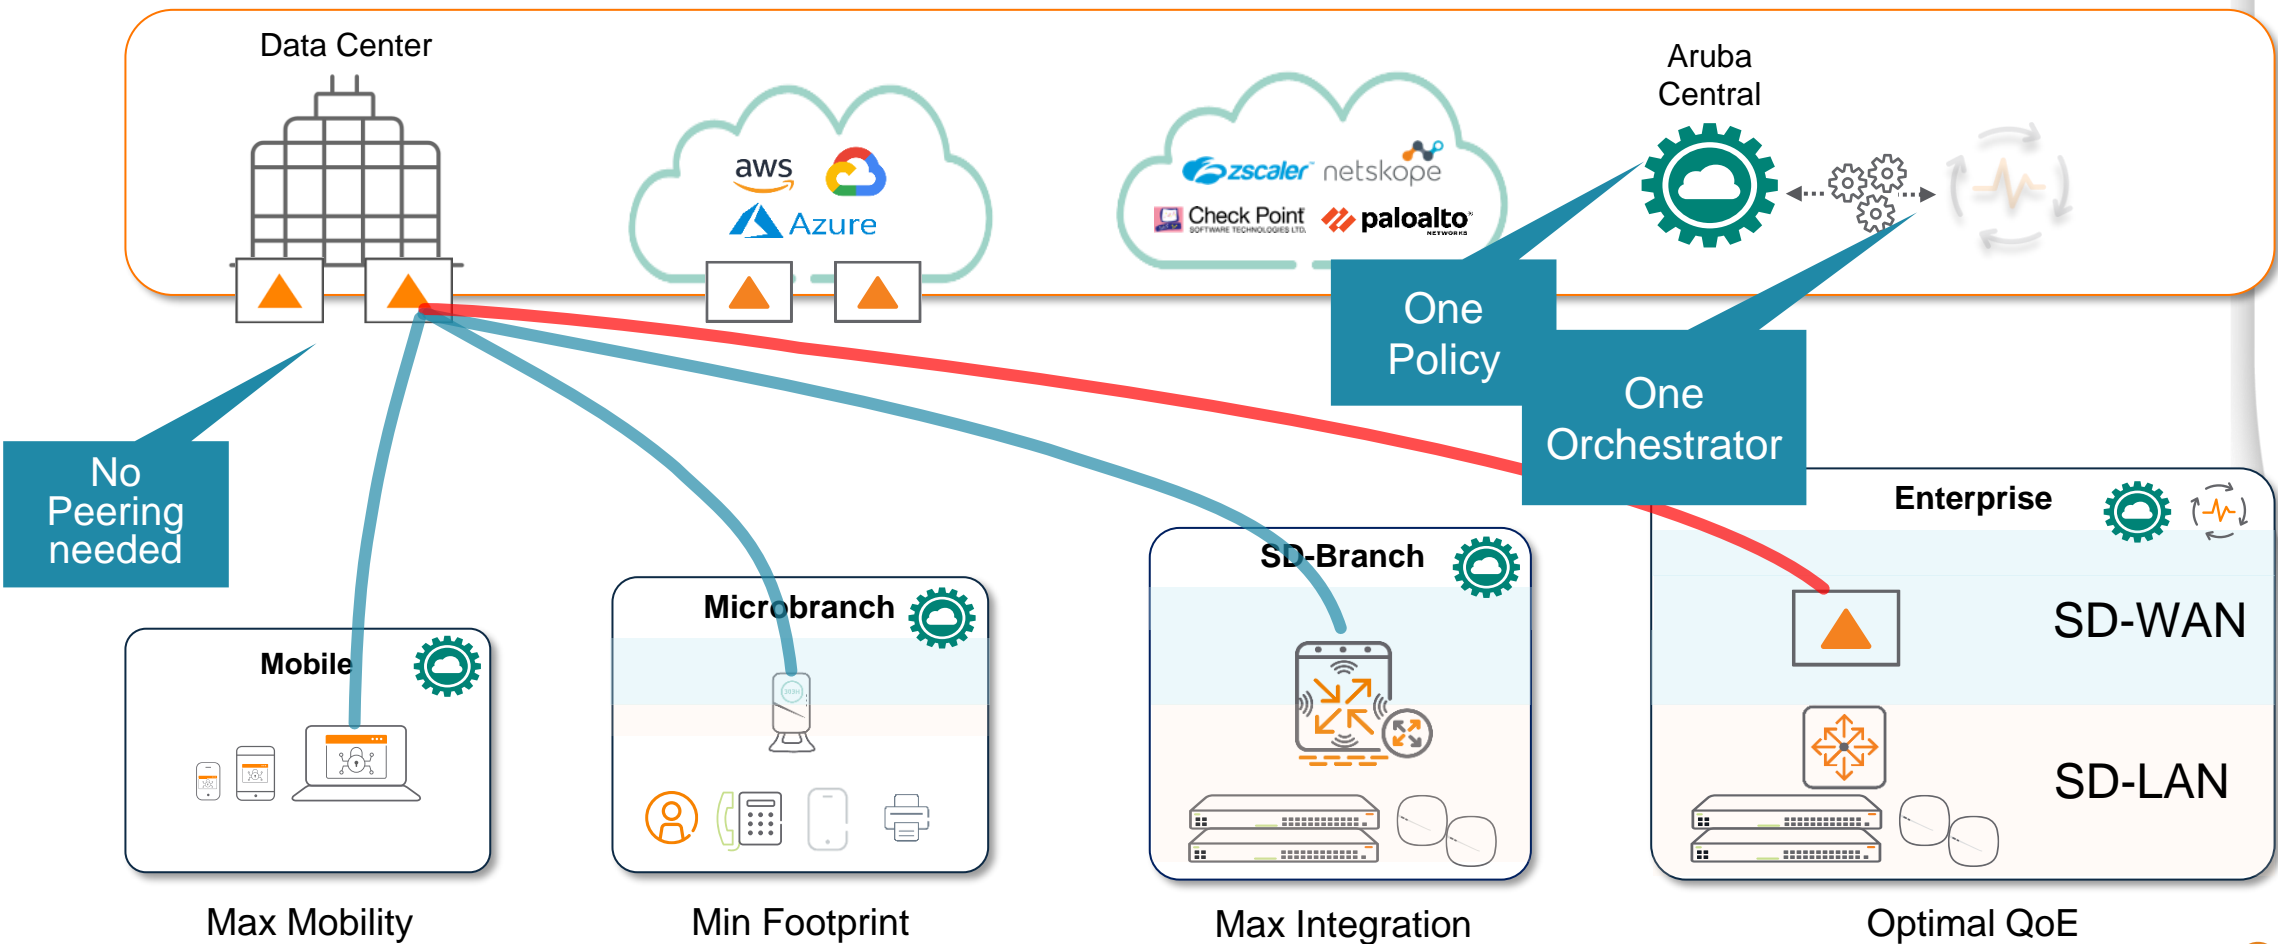 Data Center
aws
Azure
zscaler
netskope
Check Point
SOFTWARE TECHNOLOGIES LTD.
paloalto
NETWORKS
Aruba
Central
One
Policy
One
Orchestrator
No
Peering
needed
Mobile
Microbranch
SD-Branch
Enterprise
SD-WAN
SD-LAN
Max Mobility
Min Footprint
Max Integration
Optimal QoE